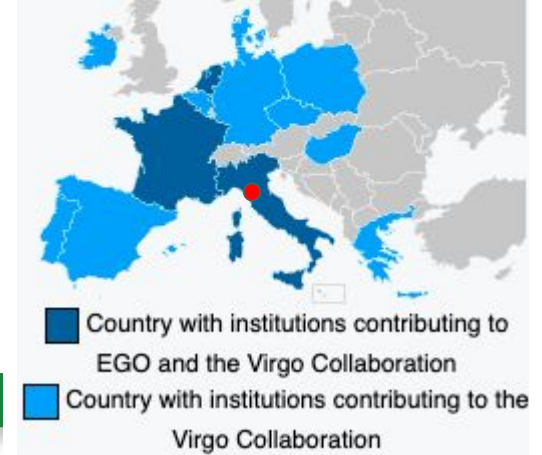 Country with institutions contributing to
EGO and the Virgo Collaboration
Country with institutions contributing to the
Virgo Collaboration